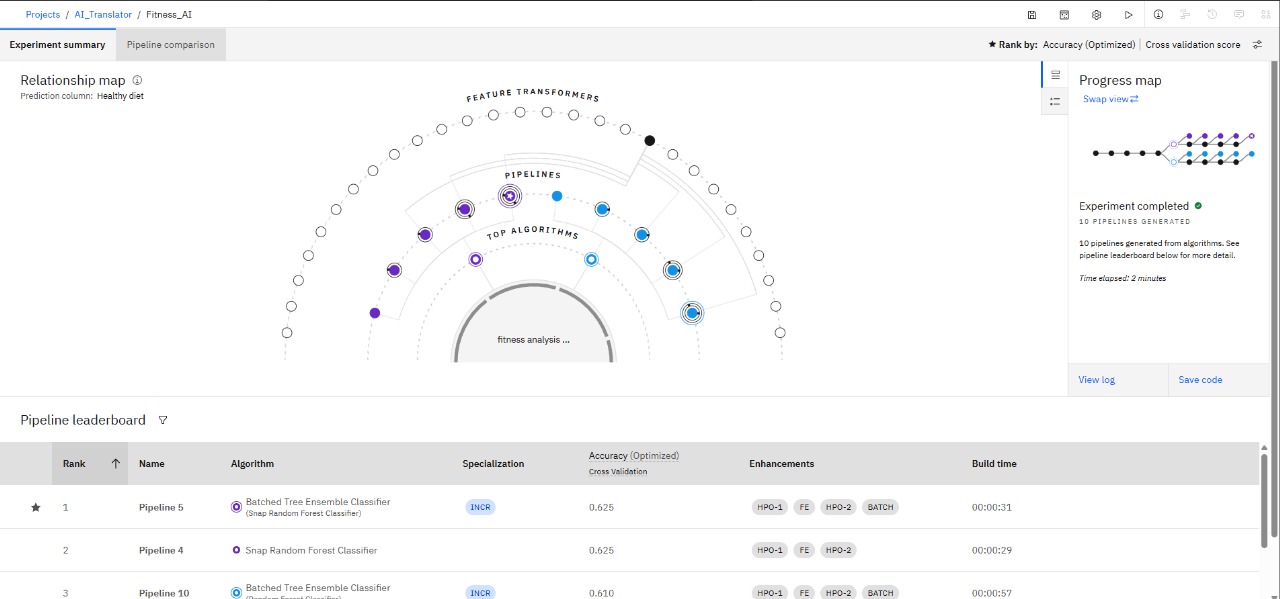 Projects / AI_Translator / Fitness_AI
Experiment summary
Pipeline comparison
Rank by: Accuracy (Optimized) | Cross validation score
Relationship map
Prediction column: Healthy diet
FEATURE TRANSFORMERS
PIPELINES
TOP ALGORITHMS
fitness analysis ...
Progress map
Swap view
Experiment completed
10 PIPELINES GENERATED
10 pipelines generated from algorithms. See
pipeline leaderboard below for more detail.
Time elapsed: 2 minutes
View log
Save code
Pipeline leaderboard
Rank Name Algorithm Specialization Accuracy (Optimized) Enhancements Build time
Cross Validation
1 Pipeline 5 Batched Tree Ensemble Classifier INCR 0.625 HPO-1 FE HPO-2 BATCH 00:00:31
(Snap Random Forest Classifier)
2 Pipeline 4 Snap Random Forest Classifier 0.625 HPO-1 FE HPO-2 00:00:29
3 Pipeline 10 Batched Tree Ensemble Classifier INCR 0.610 HPO-1 FE HPO-2 BATCH 00:00:57
(Random Forest Classifier)